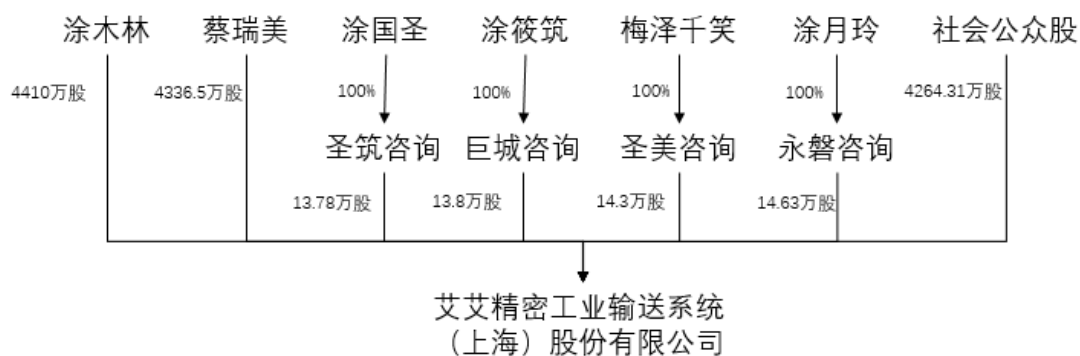 涂木林 蔡瑞美 涂国圣 涂筱筑 梅泽千笑 涂月玲 社会公众股
4410万股 4336.5万股 100% 100% 100% 100% 4264.31万股
圣筑咨询 巨城咨询 圣美咨询 永磐咨询
13.78万股 13.8万股 14.3万股 14.63万股
艾艾精密工业输送系统
（上海）股份有限公司